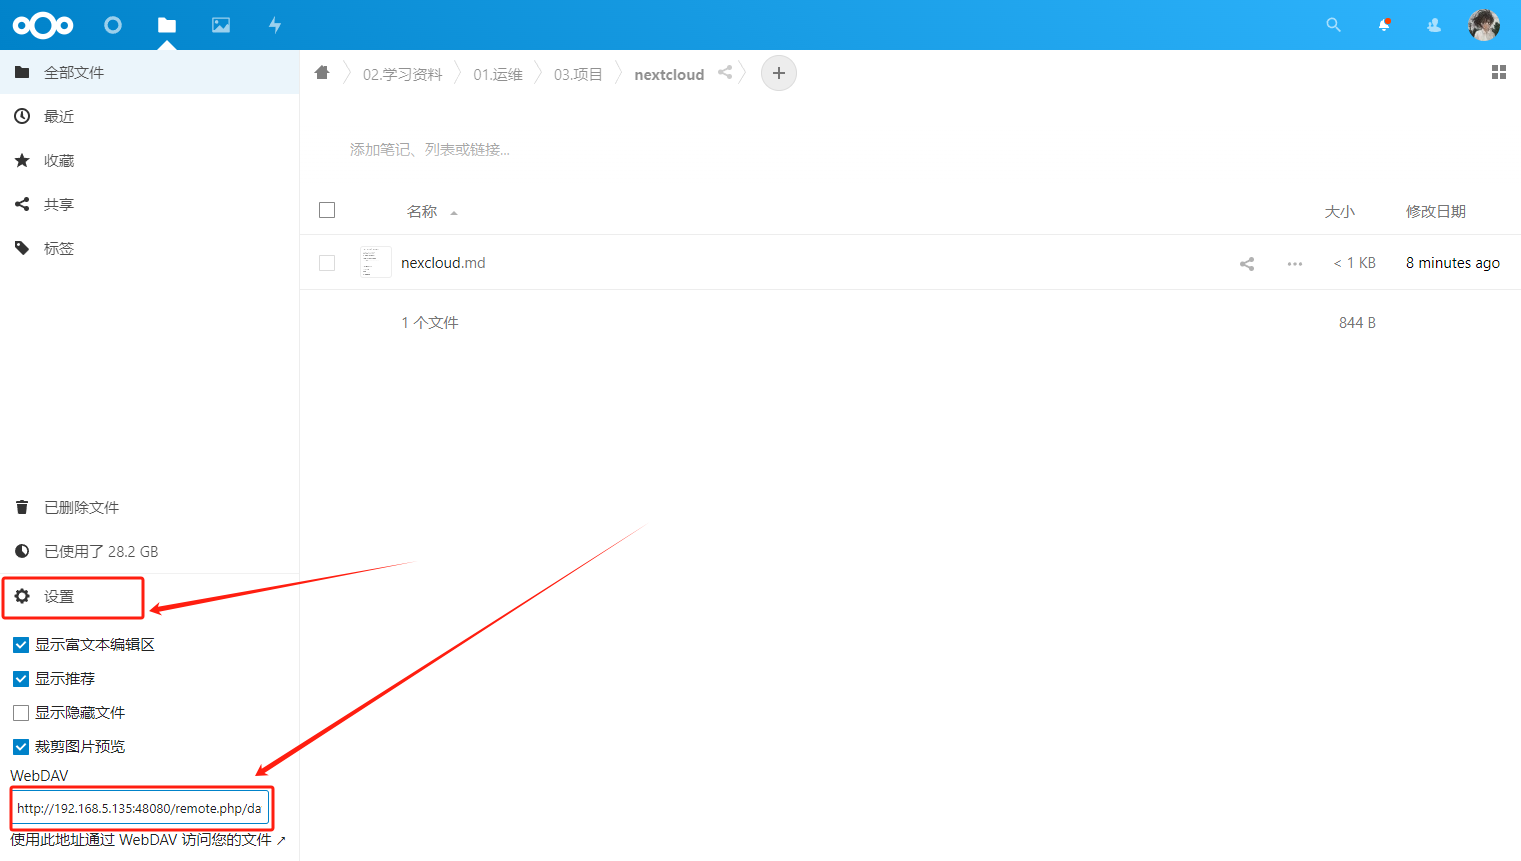 全部文件
最近
收藏
共享
标签
已删除文件
已使用了 28.2 GB
设置
显示富文本编辑区
显示推荐
显示隐藏文件
裁剪图片预览
WebDAV
http://192.168.5.135:48080/remote.php/da
使用此地址通过 WebDAV 访问您的文件 ↗
02.学习资料 01.运维 03.项目 nextcloud
添加笔记、列表或链接...
名称 大小 修改日期
nexcloud.md < 1 KB 8 minutes ago
1 个文件 844 B